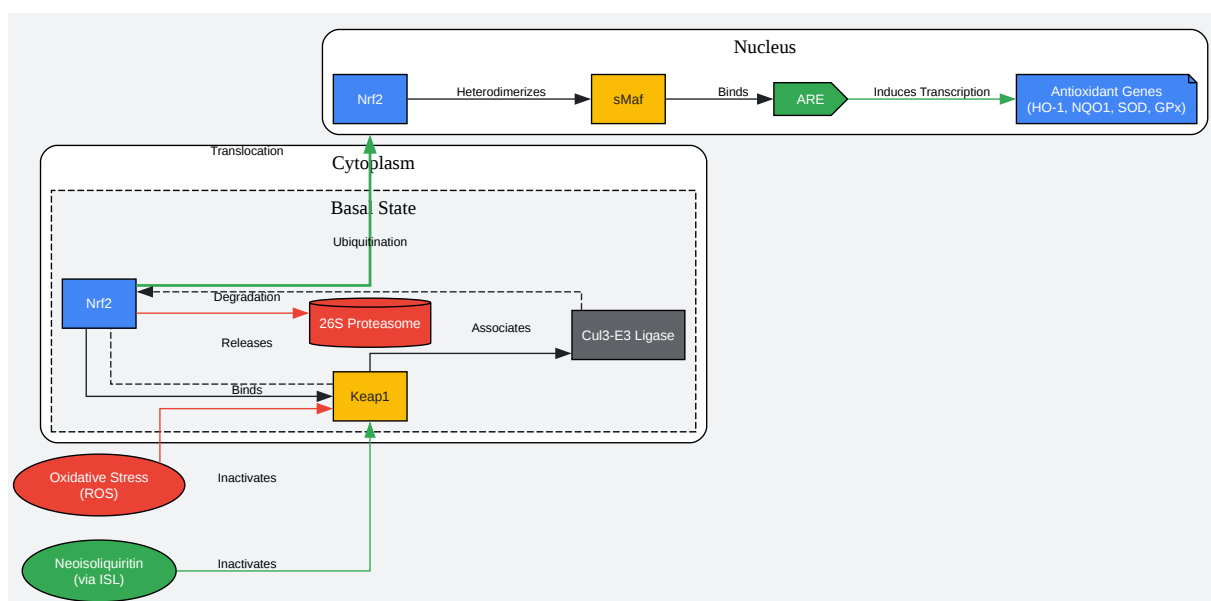 Nucleus
Nrf2
Heterodimerizes
sMaf
Binds
ARE
Induces Transcription
Antioxidant Genes
(HO-1, NQO1, SOD, GPx)
Translocation
Cytoplasm
Basal State
Ubiquitination
Nrf2
Degradation
26S Proteasome
Releases
Associates
Cul3-E3 Ligase
Binds
Keap1
Oxidative Stress
(ROS)
Inactivates
Neoisoliquiritin
(via ISL)
Inactivates